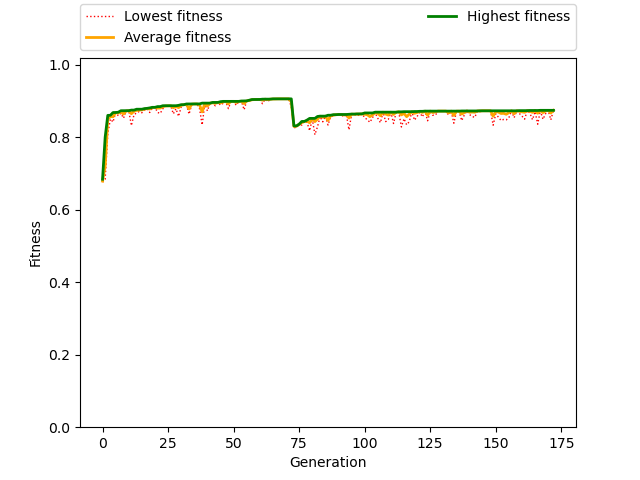 Lowest fitness
Average fitness
Highest fitness
1.0
0.8
0.6
0.4
0.2
0.0
Fitness
0 25 50 75 100 125 150 175
Generation